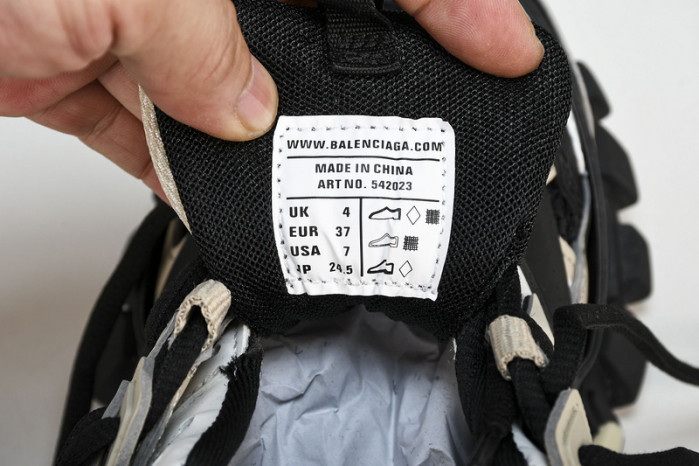 WWW.BALENCIAGA.COM
MADE IN CHINA
ART NO. 542023
UK 4
EUR 37
USA 7
JP 24.5